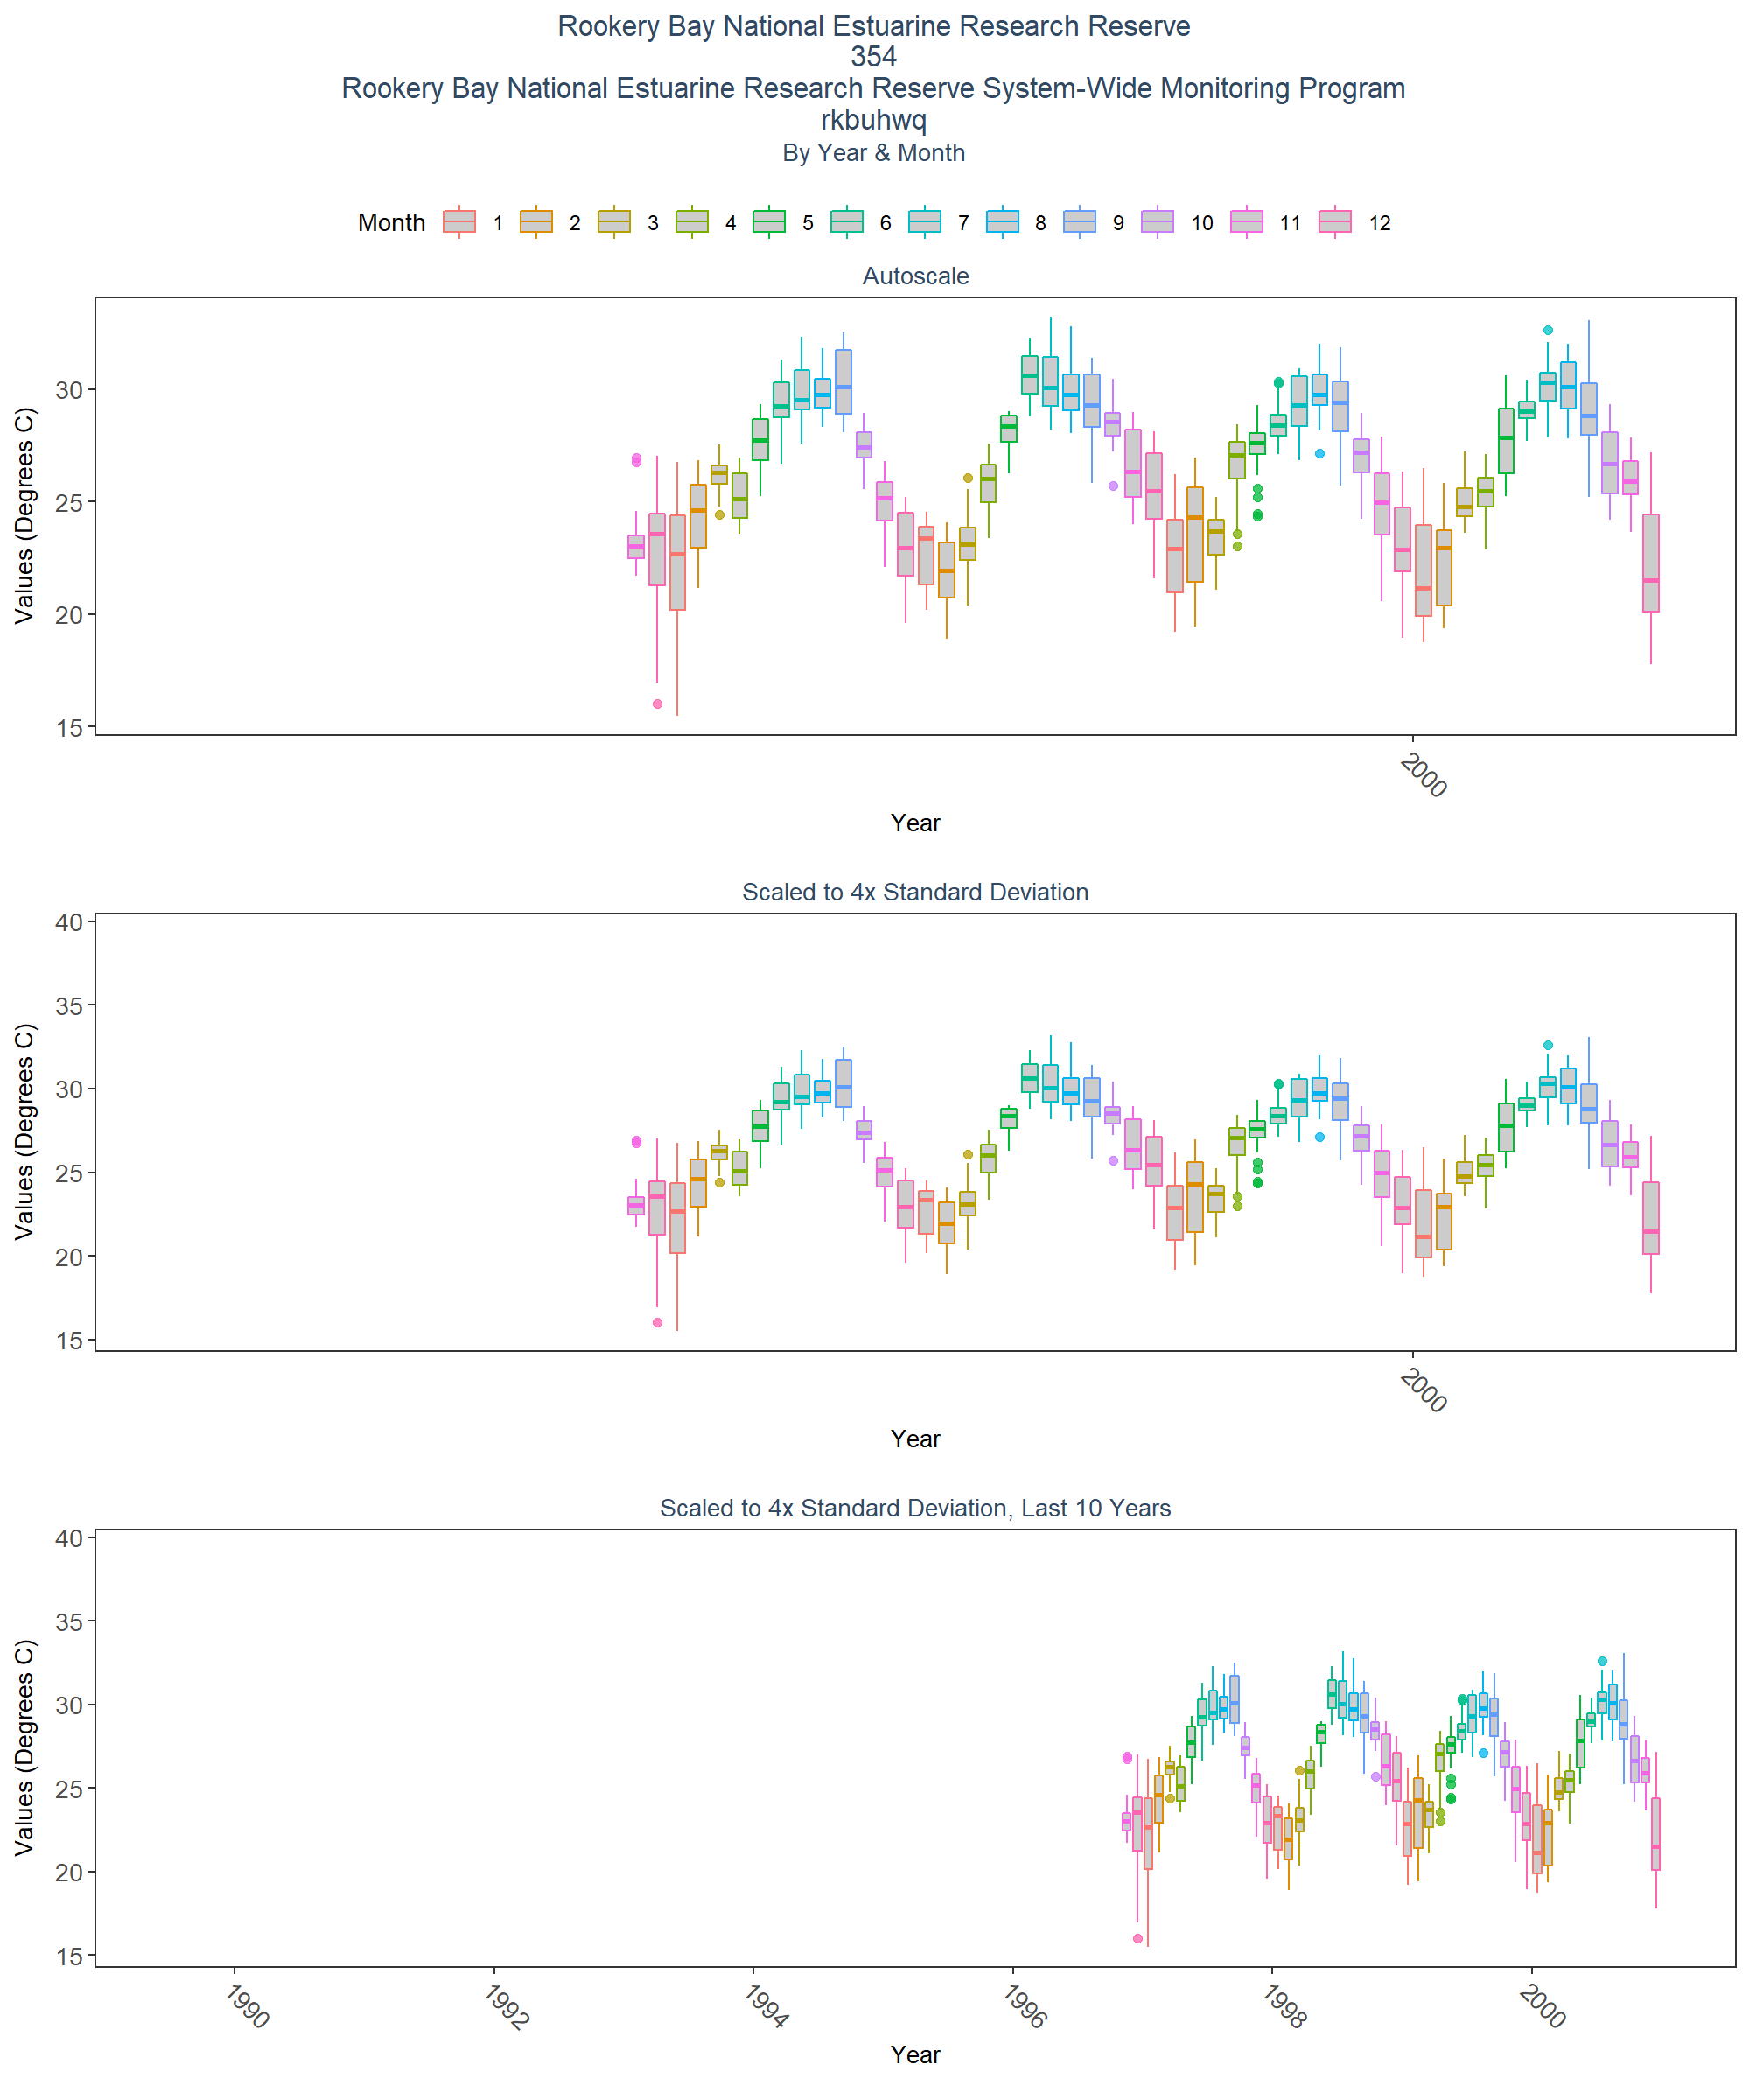 Rookery Bay National Estuarine Research Reserve
354
Rookery Bay National Estuarine Research Reserve System-Wide Monitoring Program
rkbuhwq
By Year & Month
Month 1 2 3 4 5 6 7 8 9 10 11 12
Autoscale
Values (Degrees C)
30
25
20
15
2000
Year
Scaled to 4x Standard Deviation
Values (Degrees C)
40
35
30
25
20
15
2000
Year
Scaled to 4x Standard Deviation, Last 10 Years
Values (Degrees C)
40
35
30
25
20
15
1990 1992 1994 1996 1998 2000
Year